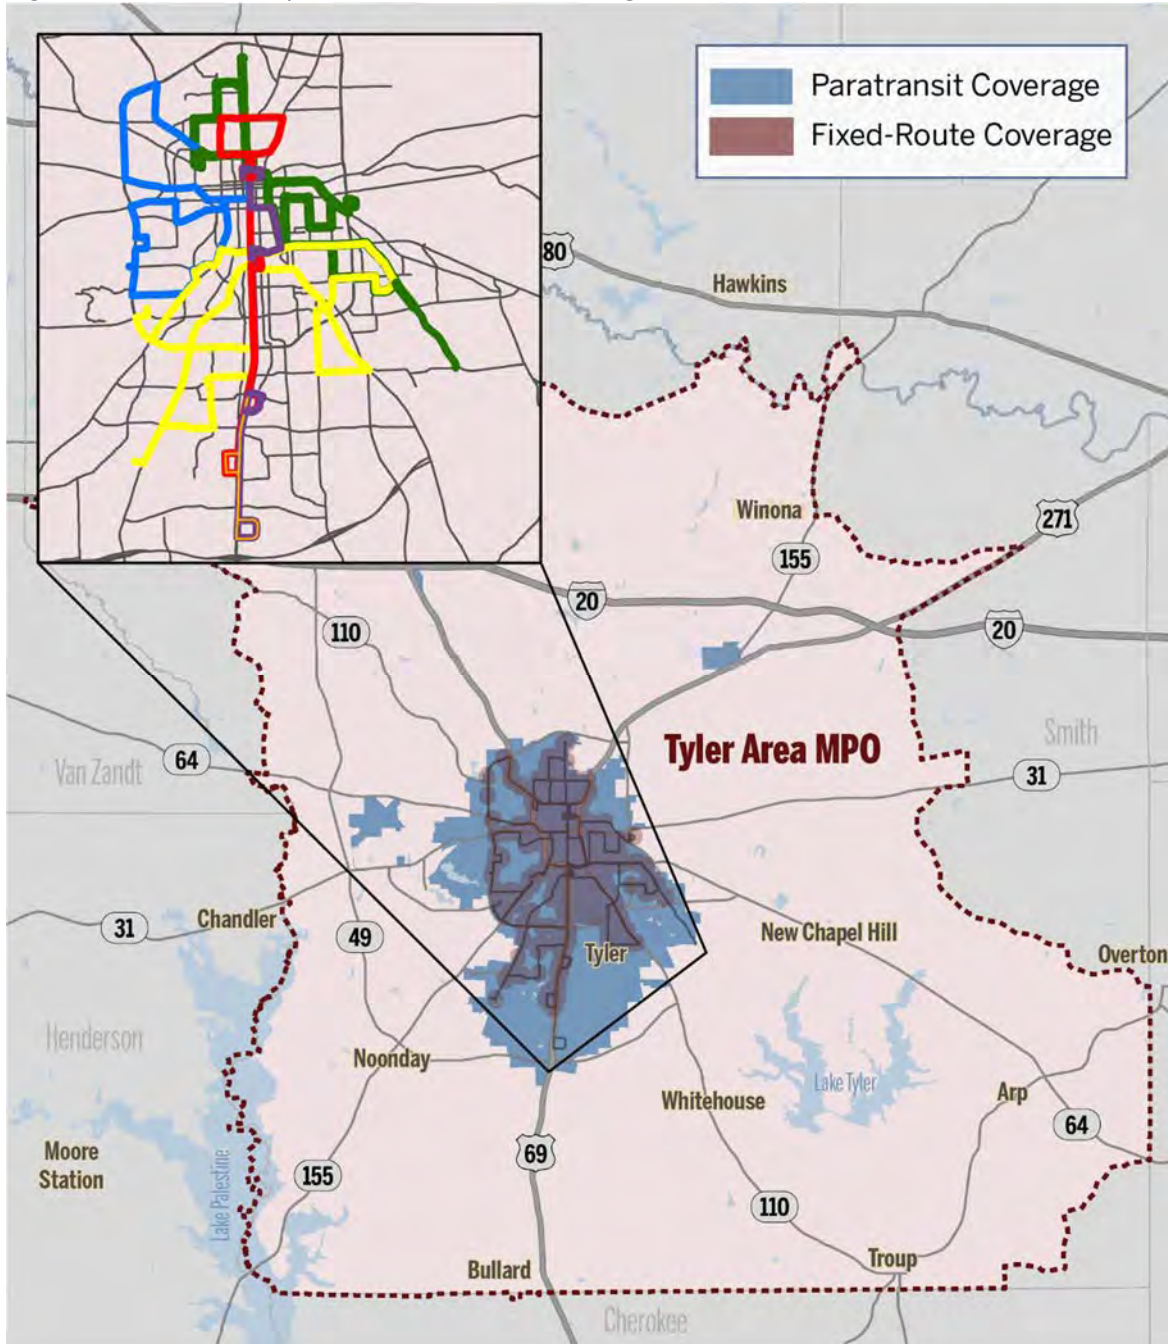 Paratransit Coverage
Fixed-Route Coverage
80
Hawkins
Winona
271
155
20
20
110
Tyler Area MPO
Smith
64
Van Zandt
31
Chandler
31
49
New Chapel Hill
Tyler
Overton
Henderson
Noonday
Whitehouse
Lake Tyler
Arp
64
Moore
Station
69
155
Lake Palestine
110
Troup
Bullard
Cherokee